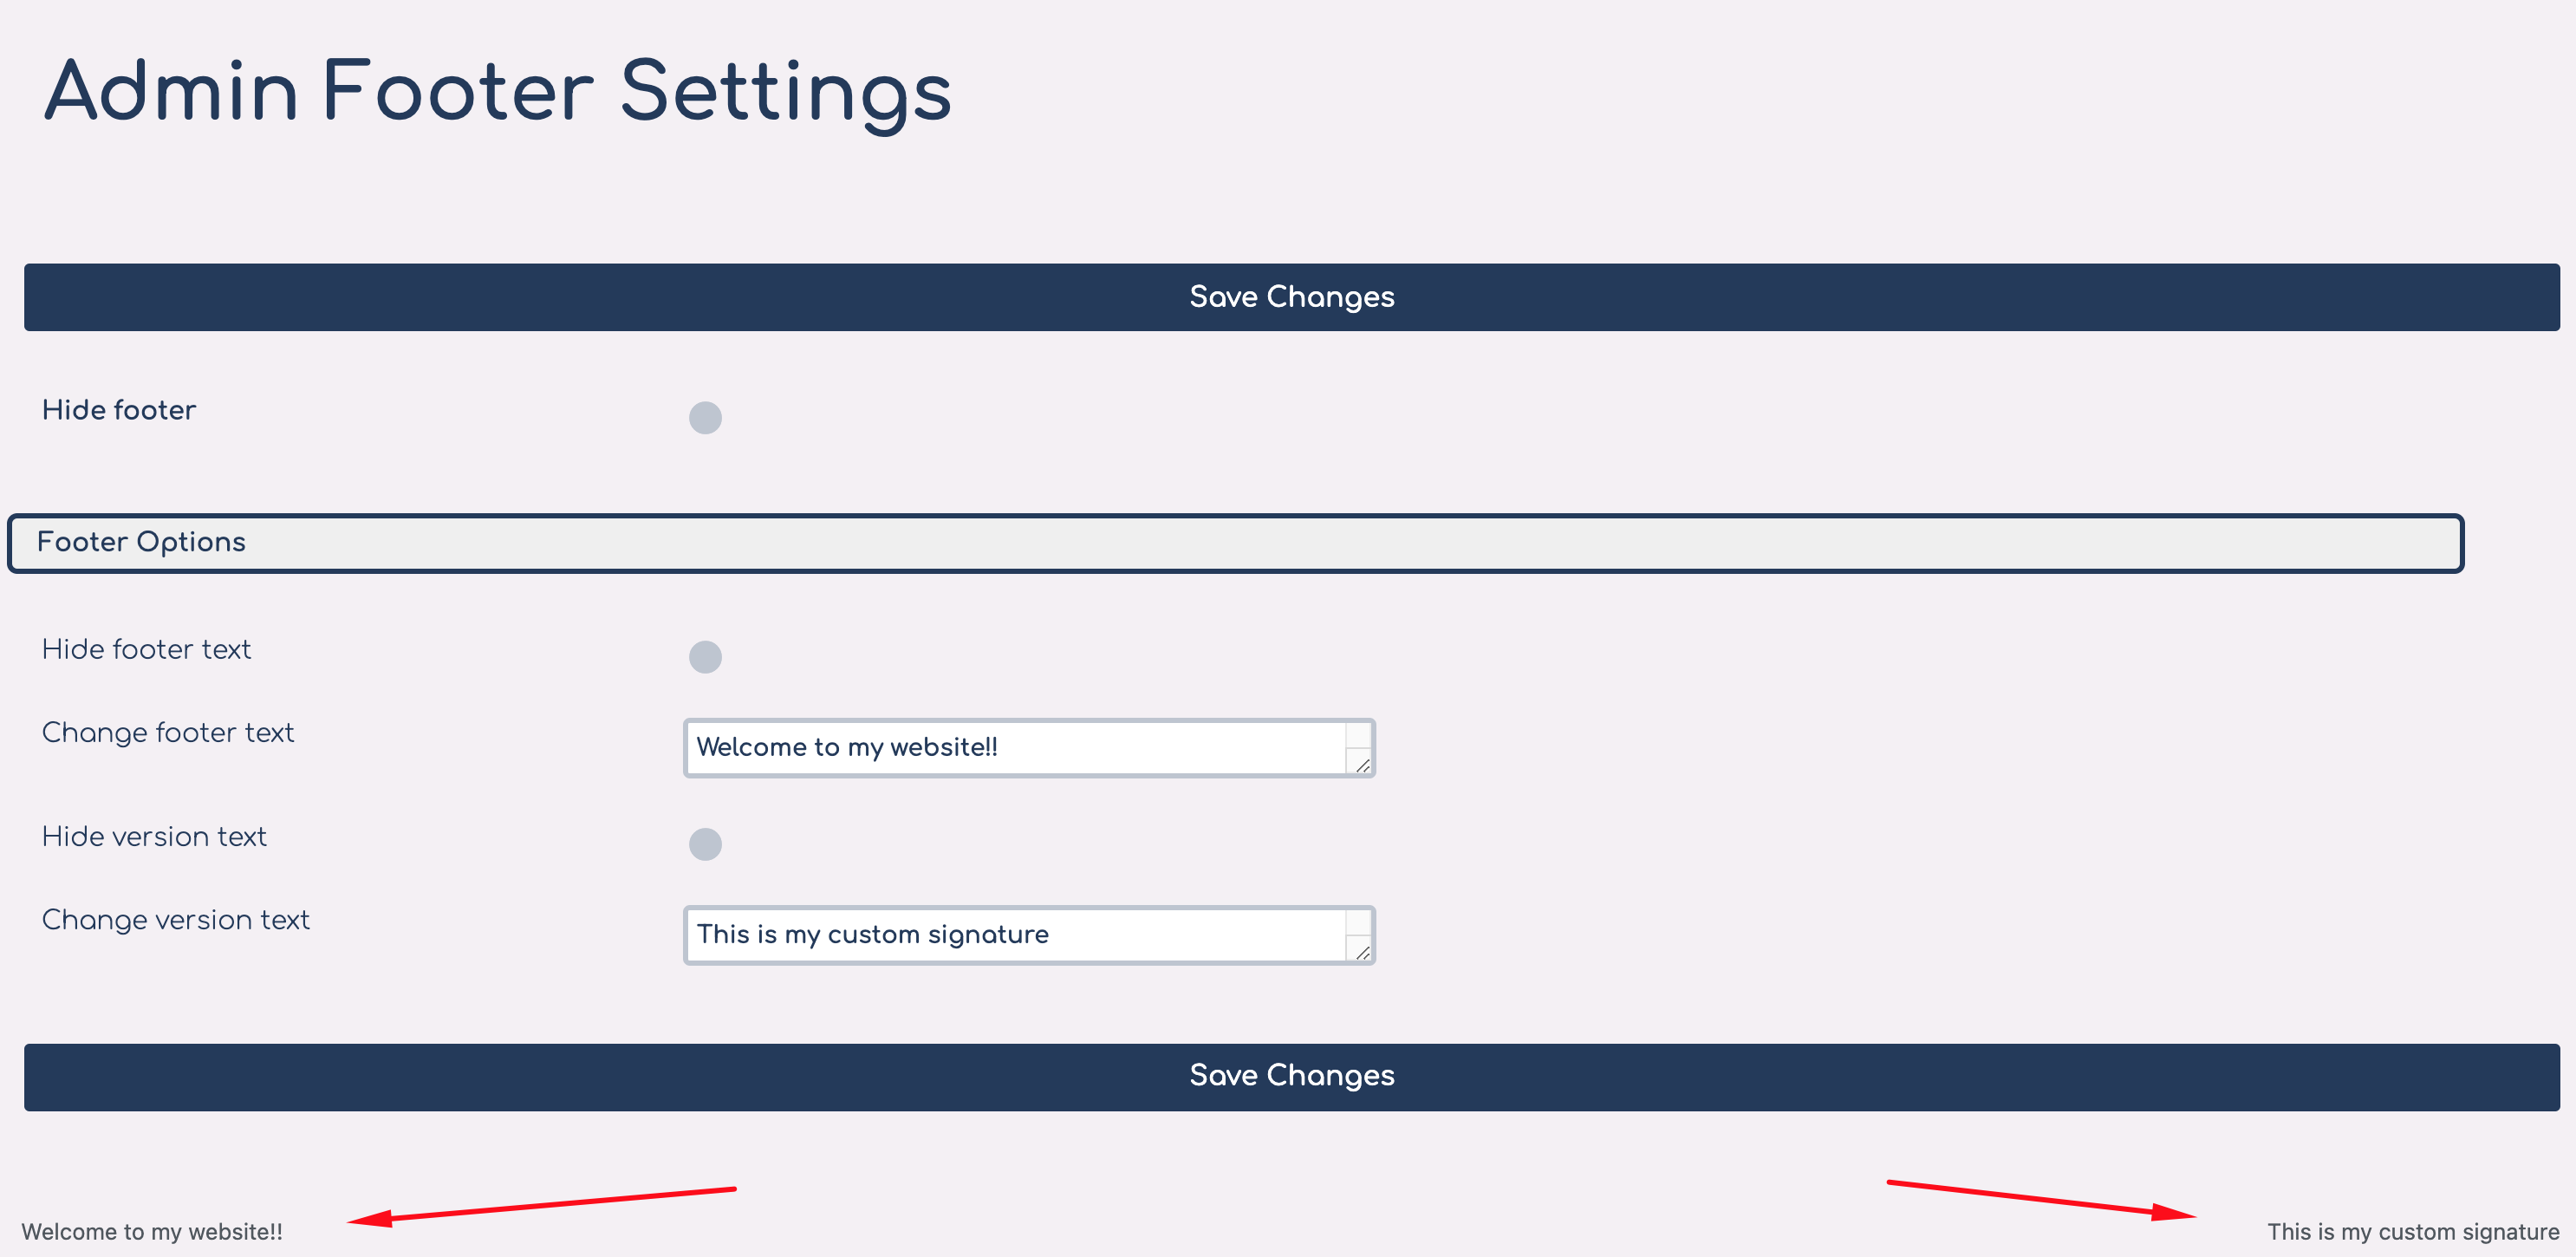 Admin Footer Settings
Save Changes
Hide footer
Footer Options
Hide footer text
Change footer text
Welcome to my website!!
Hide version text
Change version text
This is my custom signature
Save Changes
Welcome to my website!!
This is my custom signature